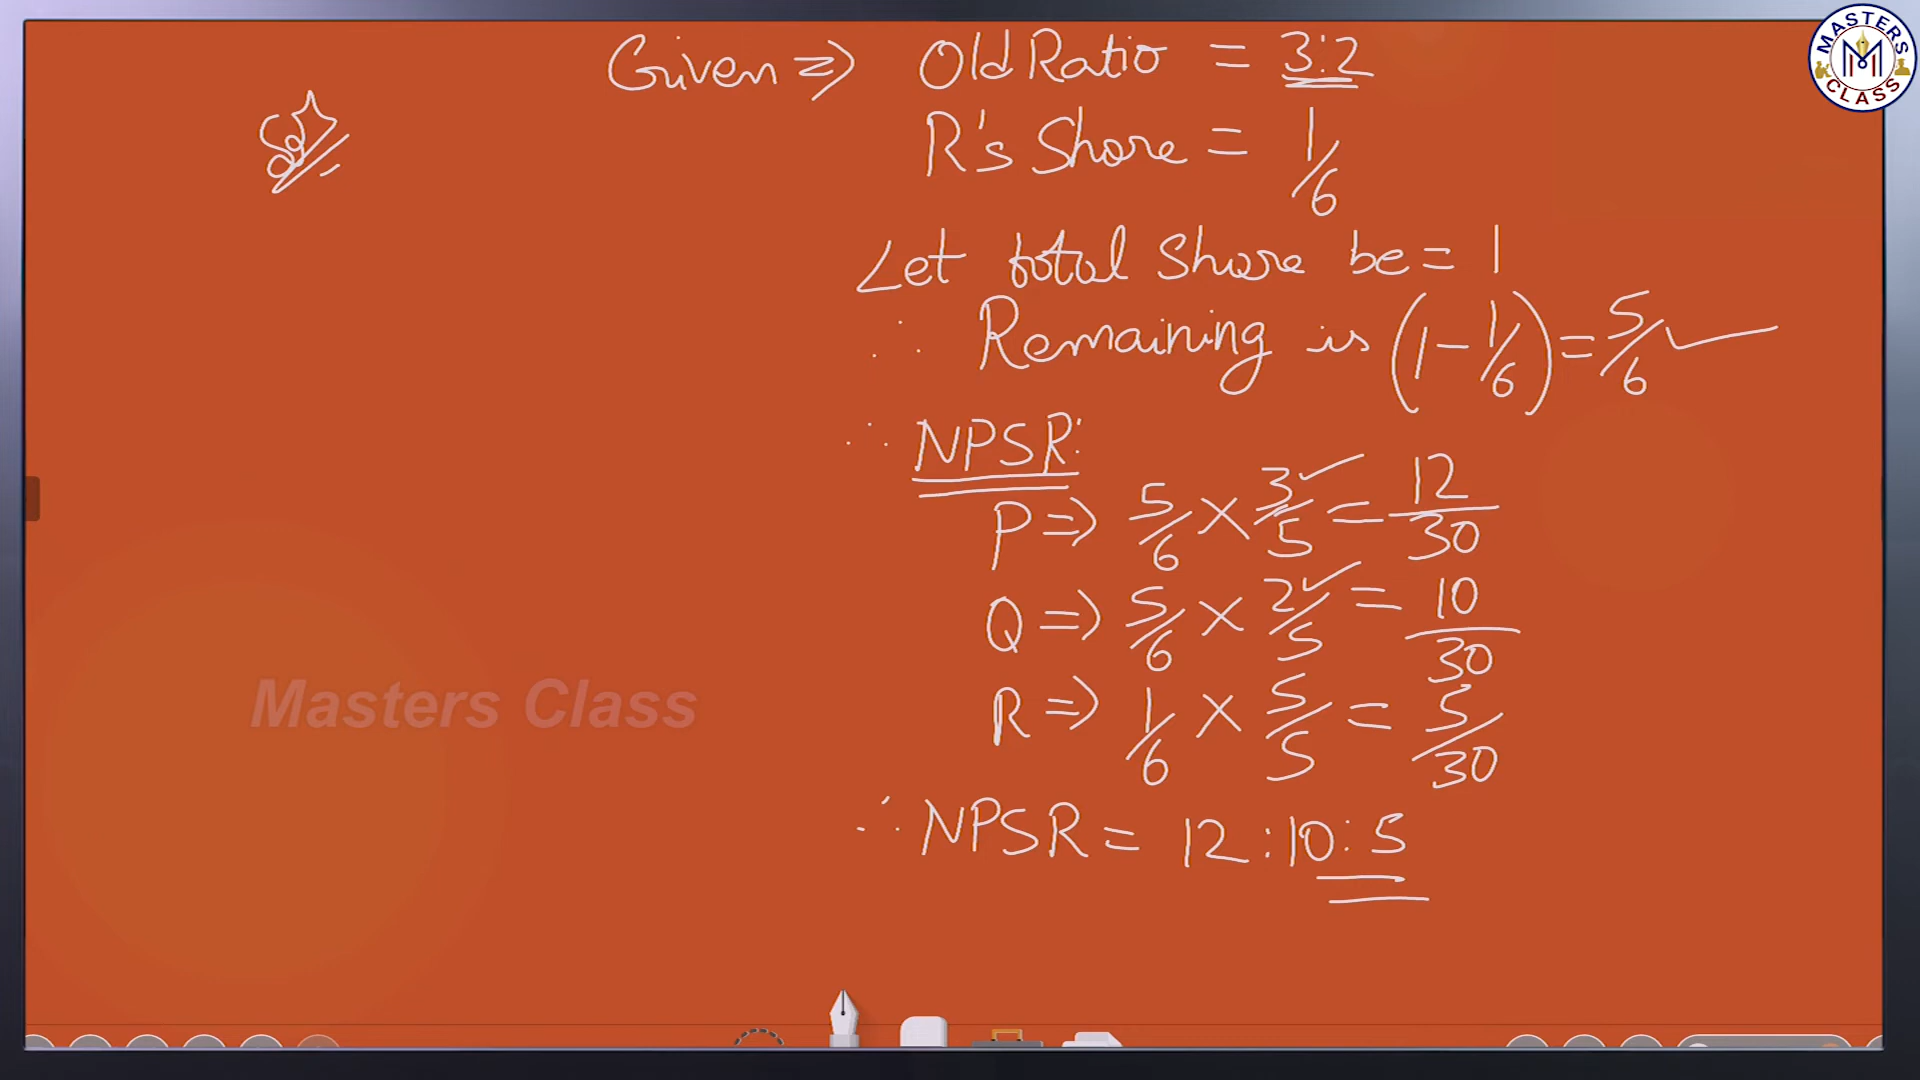 MASTERS CLASS
Given ⇒ Old Ratio = 3:2
Sol
R's Share = 1/6
Let total share be = 1
∴ Remaining is (1 - 1/6) = 5/6 ✓
∴ NPSR:
P ⇒ 5/6 × 3/5 ✓ = 12/30
Q ⇒ 5/6 × 2/5 ✓ = 10/30
R ⇒ 1/6 × 5/5 = 5/30
∴ NPSR = 12 : 10 : 5
Masters Class